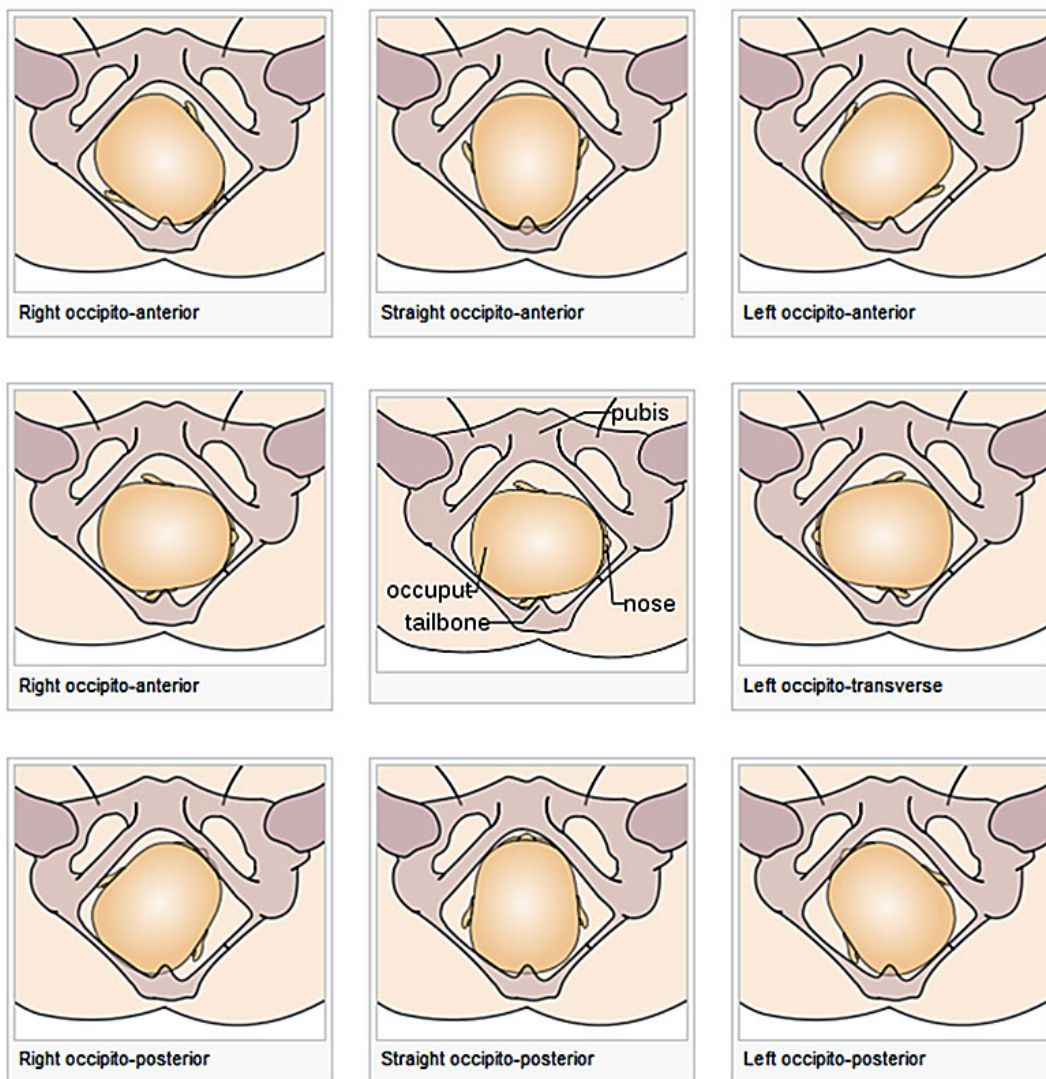 Right occipito-anterior
Straight occipito-anterior
Left occipito-anterior
pubis
occuput
nose
tailbone
Right occipito-anterior
Left occipito-transverse
Right occipito-posterior
Straight occipito-posterior
Left occipito-posterior